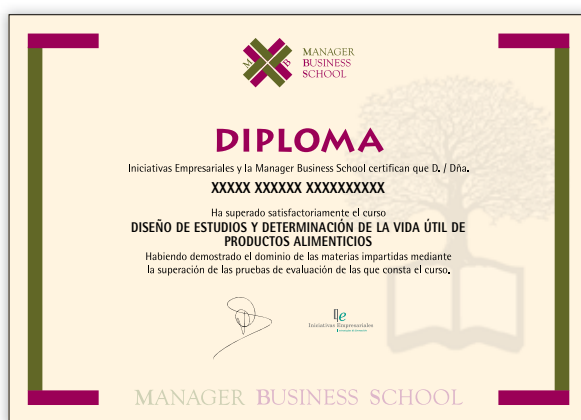 M B
MANAGER
BUSINESS
SCHOOL
DIPLOMA
Iniciativas Empresariales y la Manager Business School certifican que D. / Dña.
XXXXX XXXXXX XXXXXXXXXX
Ha superado satisfactoriamente el curso
DISEÑO DE ESTUDIOS Y DETERMINACIÓN DE LA VIDA ÚTIL DE
PRODUCTOS ALIMENTICIOS
Habiendo demostrado el dominio de las materias impartidas mediante
la superación de las pruebas de evaluación de las que consta el curso.
Ie
Iniciativas Empresariales
MANAGER BUSINESS SCHOOL